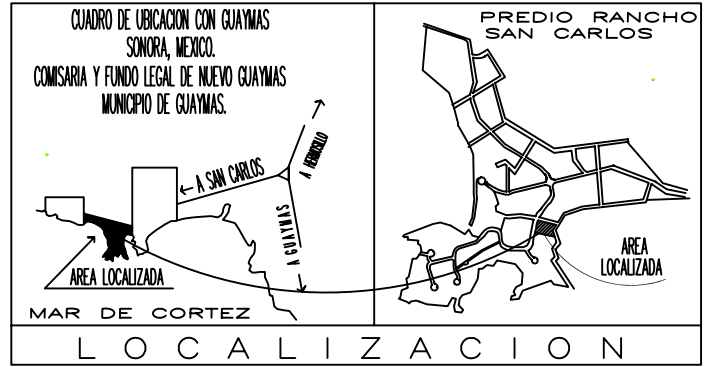 CUADRO DE UBICACION CON GUAYMAS
SONORA, MEXICO.
COMISARIA Y FUNDO LEGAL DE NUEVO GUAYMAS
MUNICIPIO DE GUAYMAS.
A HERMOSILLO
A SAN CARLOS
A GUAYMAS
AREA LOCALIZADA
MAR DE CORTEZ
PREDIO RANCHO
SAN CARLOS
AREA
LOCALIZADA
LOCALIZACION